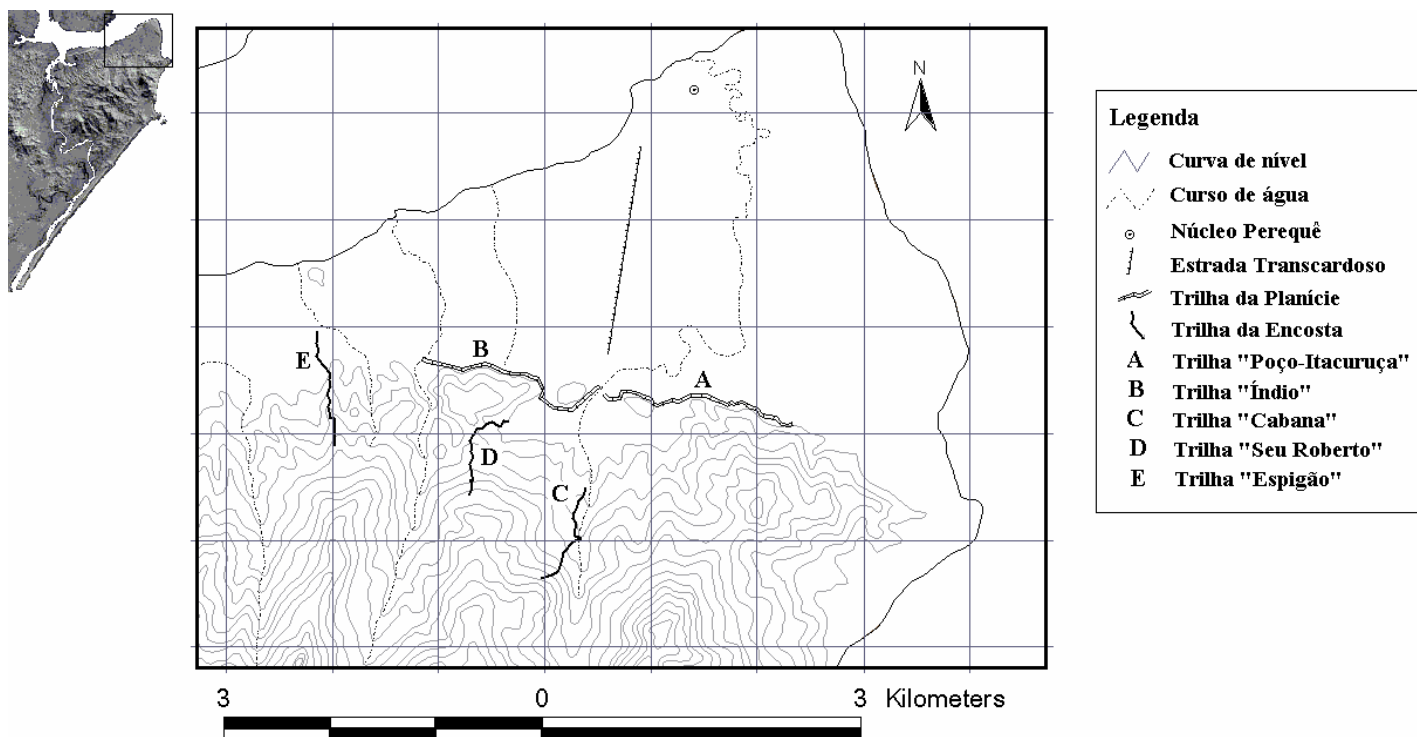 N
A
B
C
D
E
3 0 3 Kilometers
Legenda
Curva de nível
Curso de água
Núcleo Perequê
Estrada Transcardoso
Trilha da Planície
Trilha da Encosta
A Trilha "Poço-Itacuruça"
B Trilha "Índio"
C Trilha "Cabana"
D Trilha "Seu Roberto"
E Trilha "Espigão"